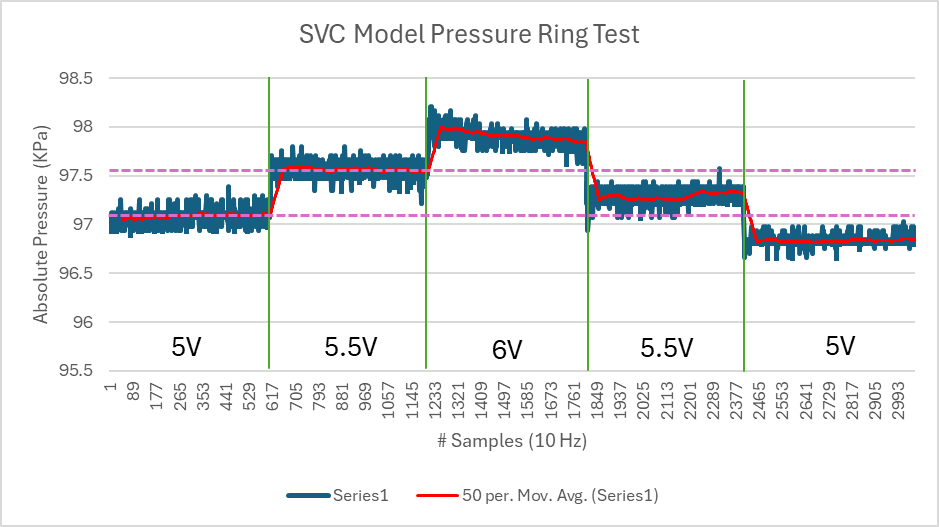 SVC Model Pressure Ring Test
Absolute Pressure (KPa)
98.5
98
97.5
97
96.5
96
95.5
5V 5.5V 6V 5.5V 5V
1 89 177 265 353 441 529 617 705 793 881 969 1057 1145 1233 1321 1409 1497 1585 1673 1761 1849 1937 2025 2113 2201 2289 2377 2465 2553 2641 2729 2817 2905 2993
# Samples (10 Hz)
Series1 50 per. Mov. Avg. (Series1)